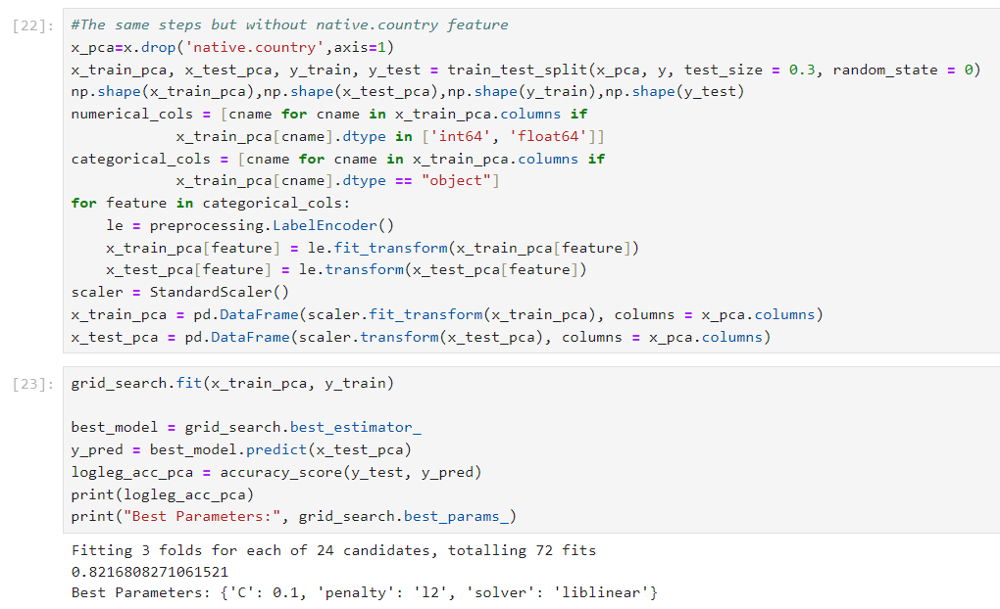 [22]:
#The same steps but without native.country feature
x_pca=x.drop('native.country',axis=1)
x_train_pca, x_test_pca, y_train, y_test = train_test_split(x_pca, y, test_size = 0.3, random_state = 0)
np.shape(x_train_pca),np.shape(x_test_pca),np.shape(y_train),np.shape(y_test)
numerical_cols = [cname for cname in x_train_pca.columns if
            x_train_pca[cname].dtype in ['int64', 'float64']]
categorical_cols = [cname for cname in x_train_pca.columns if
            x_train_pca[cname].dtype == "object"]
for feature in categorical_cols:
    le = preprocessing.LabelEncoder()
    x_train_pca[feature] = le.fit_transform(x_train_pca[feature])
    x_test_pca[feature] = le.transform(x_test_pca[feature])
scaler = StandardScaler()
x_train_pca = pd.DataFrame(scaler.fit_transform(x_train_pca), columns = x_pca.columns)
x_test_pca = pd.DataFrame(scaler.transform(x_test_pca), columns = x_pca.columns)
[23]:
grid_search.fit(x_train_pca, y_train)
best_model = grid_search.best_estimator_
y_pred = best_model.predict(x_test_pca)
logleg_acc_pca = accuracy_score(y_test, y_pred)
print(logleg_acc_pca)
print("Best Parameters:", grid_search.best_params_)
Fitting 3 folds for each of 24 candidates, totalling 72 fits
0.8216808271061521
Best Parameters: {'C': 0.1, 'penalty': 'l2', 'solver': 'liblinear'}